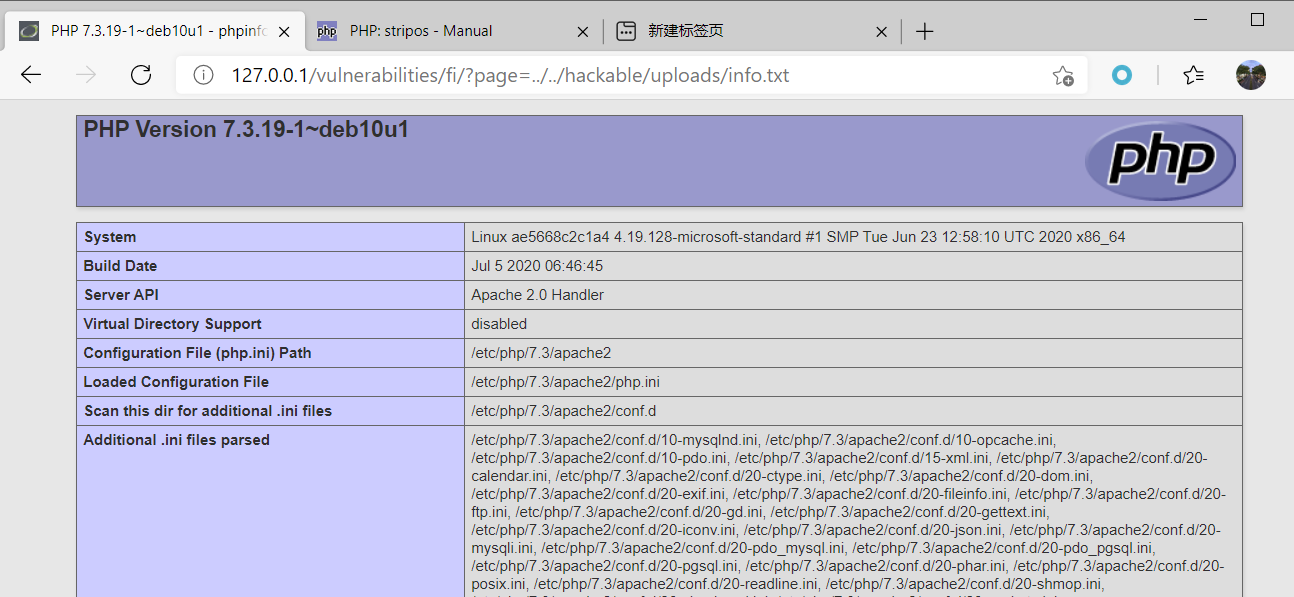 PHP 7.3.19-1~deb10u1 - phpinfo
php PHP: stripos - Manual
新建标签页
127.0.0.1/vulnerabilities/fi/?page=../../hackable/uploads/info.txt
PHP Version 7.3.19-1~deb10u1
php
System Linux ae5668c2c1a4 4.19.128-microsoft-standard #1 SMP Tue Jun 23 12:58:10 UTC 2020 x86_64
Build Date Jul 5 2020 06:46:45
Server API Apache 2.0 Handler
Virtual Directory Support disabled
Configuration File (php.ini) Path /etc/php/7.3/apache2
Loaded Configuration File /etc/php/7.3/apache2/php.ini
Scan this dir for additional .ini files /etc/php/7.3/apache2/conf.d
Additional .ini files parsed /etc/php/7.3/apache2/conf.d/10-mysqlnd.ini, /etc/php/7.3/apache2/conf.d/10-opcache.ini,
/etc/php/7.3/apache2/conf.d/10-pdo.ini, /etc/php/7.3/apache2/conf.d/15-xml.ini, /etc/php/7.3/apache2/conf.d/20-
calendar.ini, /etc/php/7.3/apache2/conf.d/20-ctype.ini, /etc/php/7.3/apache2/conf.d/20-dom.ini,
/etc/php/7.3/apache2/conf.d/20-exif.ini, /etc/php/7.3/apache2/conf.d/20-fileinfo.ini, /etc/php/7.3/apache2/conf.d/20-
ftp.ini, /etc/php/7.3/apache2/conf.d/20-gd.ini, /etc/php/7.3/apache2/conf.d/20-gettext.ini,
/etc/php/7.3/apache2/conf.d/20-iconv.ini, /etc/php/7.3/apache2/conf.d/20-json.ini, /etc/php/7.3/apache2/conf.d/20-
mysqli.ini, /etc/php/7.3/apache2/conf.d/20-pdo_mysql.ini, /etc/php/7.3/apache2/conf.d/20-pdo_pgsql.ini,
/etc/php/7.3/apache2/conf.d/20-pgsql.ini, /etc/php/7.3/apache2/conf.d/20-phar.ini, /etc/php/7.3/apache2/conf.d/20-
posix.ini, /etc/php/7.3/apache2/conf.d/20-readline.ini, /etc/php/7.3/apache2/conf.d/20-shmop.ini,